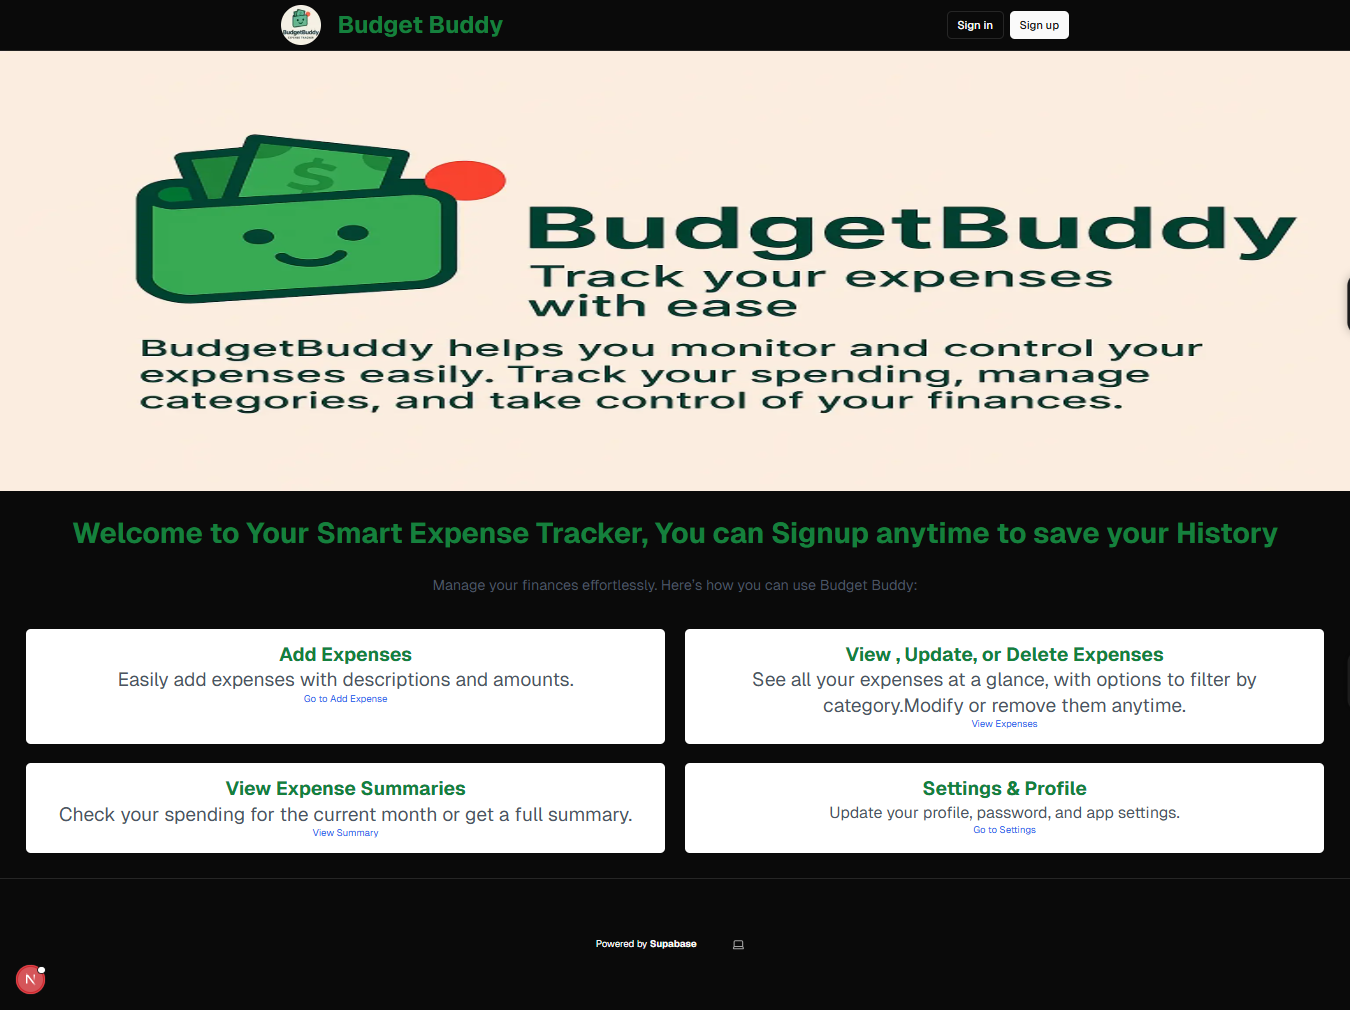 BudgetBuddy
Budget Buddy
Sign in
Sign up
$
BudgetBuddy
Track your expenses
with ease
BudgetBuddy helps you monitor and control your
expenses easily. Track your spending, manage
categories, and take control of your finances.
Welcome to Your Smart Expense Tracker, You can Signup anytime to save your History
Manage your finances effortlessly. Here's how you can use Budget Buddy:
Add Expenses
Easily add expenses with descriptions and amounts.
Go to Add Expense
View , Update, or Delete Expenses
See all your expenses at a glance, with options to filter by
category.Modify or remove them anytime.
View Expenses
View Expense Summaries
Check your spending for the current month or get a full summary.
View Summary
Settings & Profile
Update your profile, password, and app settings.
Go to Settings
Powered by Supabase
N